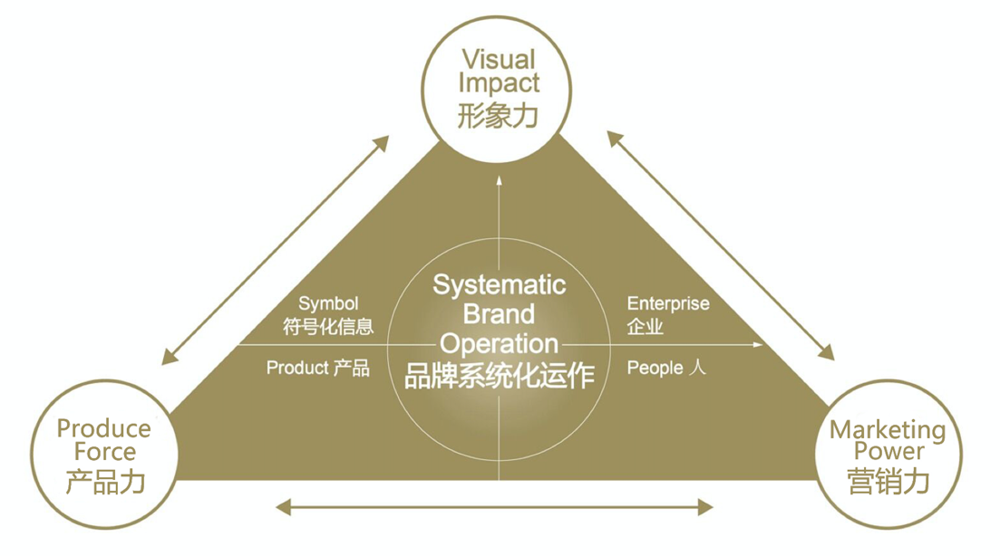 Visual
Impact
形象力
Systematic
Brand
Operation
品牌系统化运作
Symbol
符号化信息
Product 产品
Enterprise
企业
People 人
Produce
Force
产品力
Marketing
Power
营销力